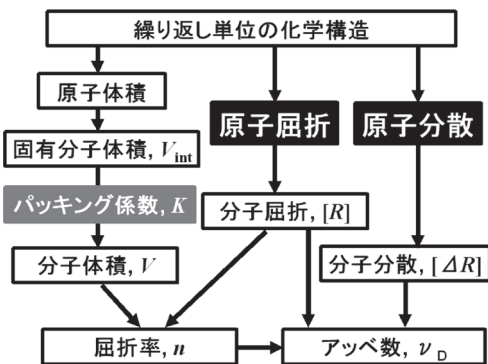 繰り返し単位の化学構造
原子体積
原子屈折
原子分散
固有分子体積, Vint
パッキング係数, K
分子屈折, [R]
分子体積, V
分子分散, [ΔR]
屈折率, n
アッベ数, νD